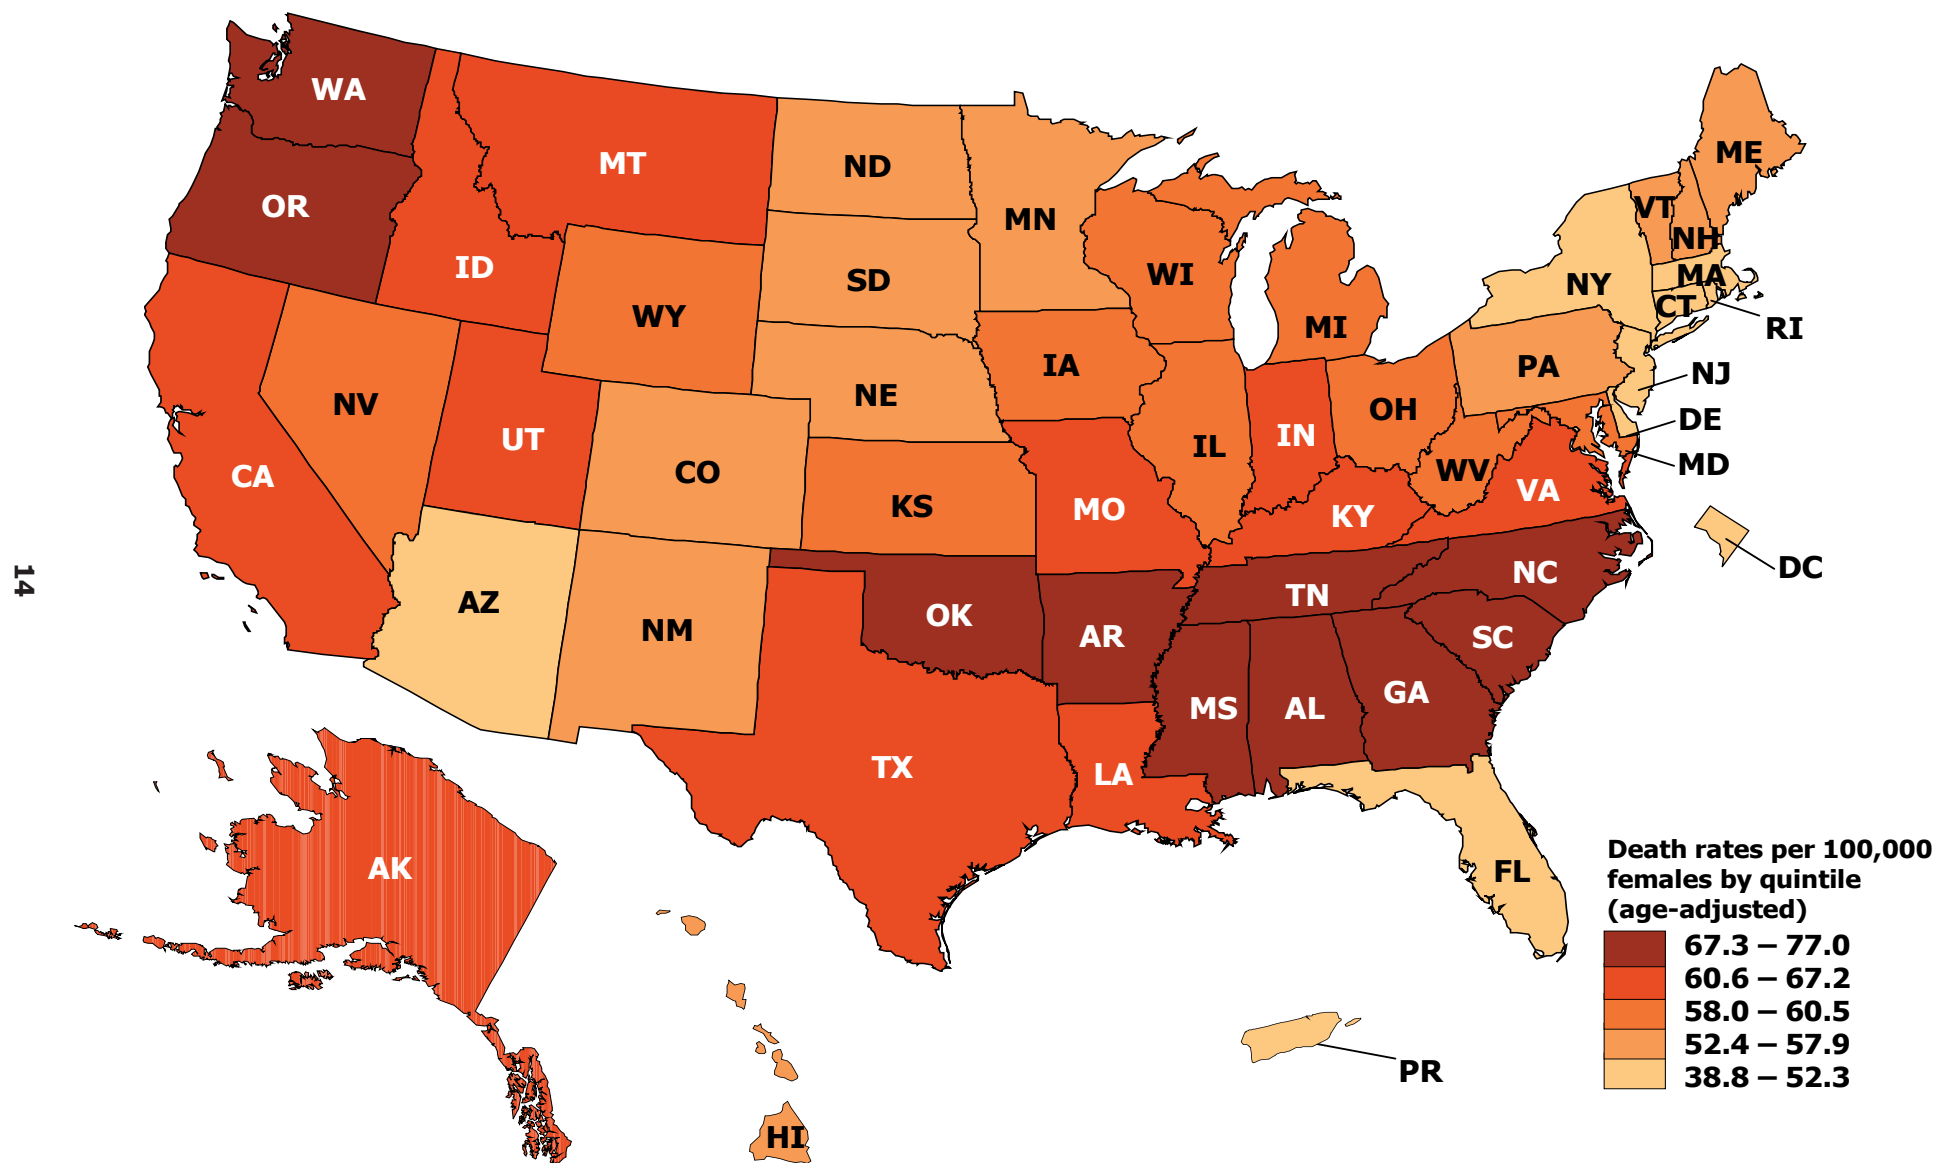 WA
MT
ND
ME
OR
MN
VT
NH
ID
SD
WI
MA
NY
CT
WY
MI
RI
IA
PA
NJ
NV
NE
OH
DE
UT
IN
IL
MD
CA
CO
WV
VA
KS
MO
KY
DC
14
NC
AZ
TN
OK
NM
AR
SC
GA
MS
AL
TX
LA
AK
FL
Death rates per 100,000
females by quintile
(age-adjusted)
67.3 – 77.0
60.6 – 67.2
58.0 – 60.5
52.4 – 57.9
38.8 – 52.3
PR
HI